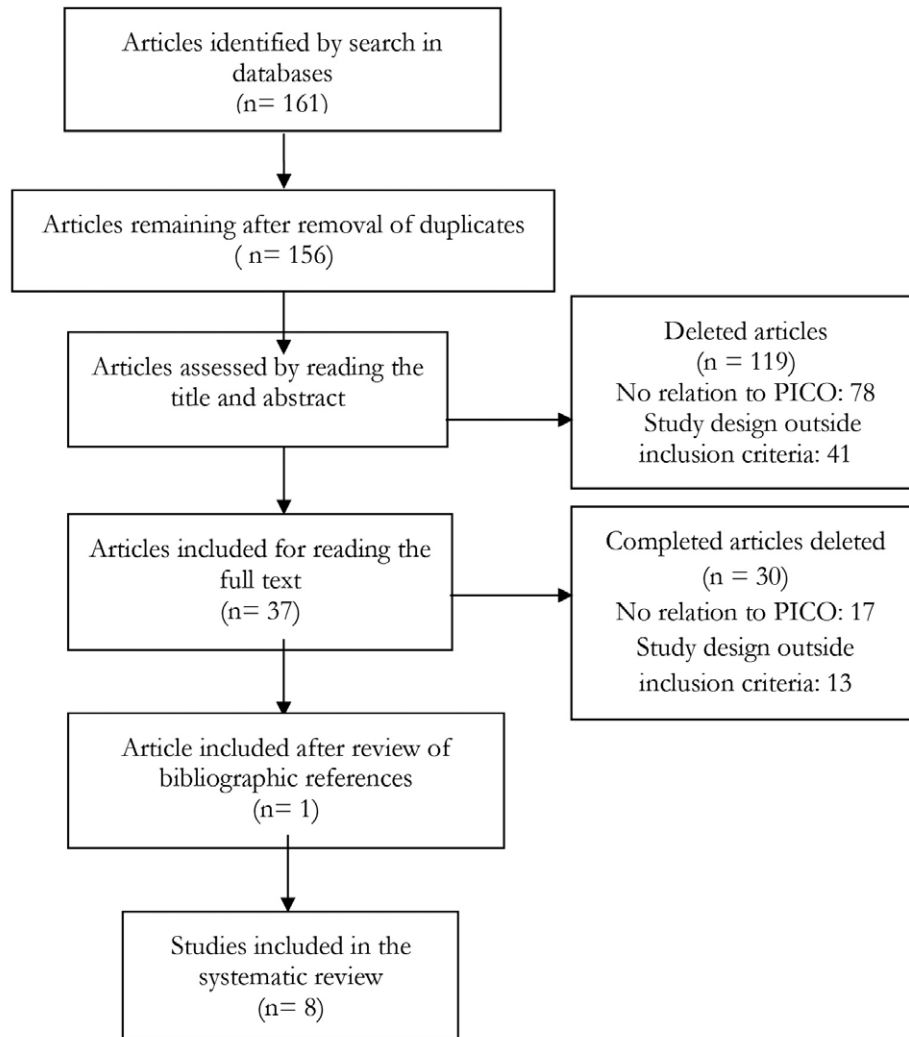 Articles identified by search in
databases
(n= 161)
Articles remaining after removal of duplicates
( n= 156)
Articles assessed by reading the
title and abstract
Deleted articles
(n = 119)
No relation to PICO: 78
Study design outside
inclusion criteria: 41
Articles included for reading the
full text
(n= 37)
Completed articles deleted
(n = 30)
No relation to PICO: 17
Study design outside
inclusion criteria: 13
Article included after review of
bibliographic references
(n= 1)
Studies included in the
systematic review
(n= 8)